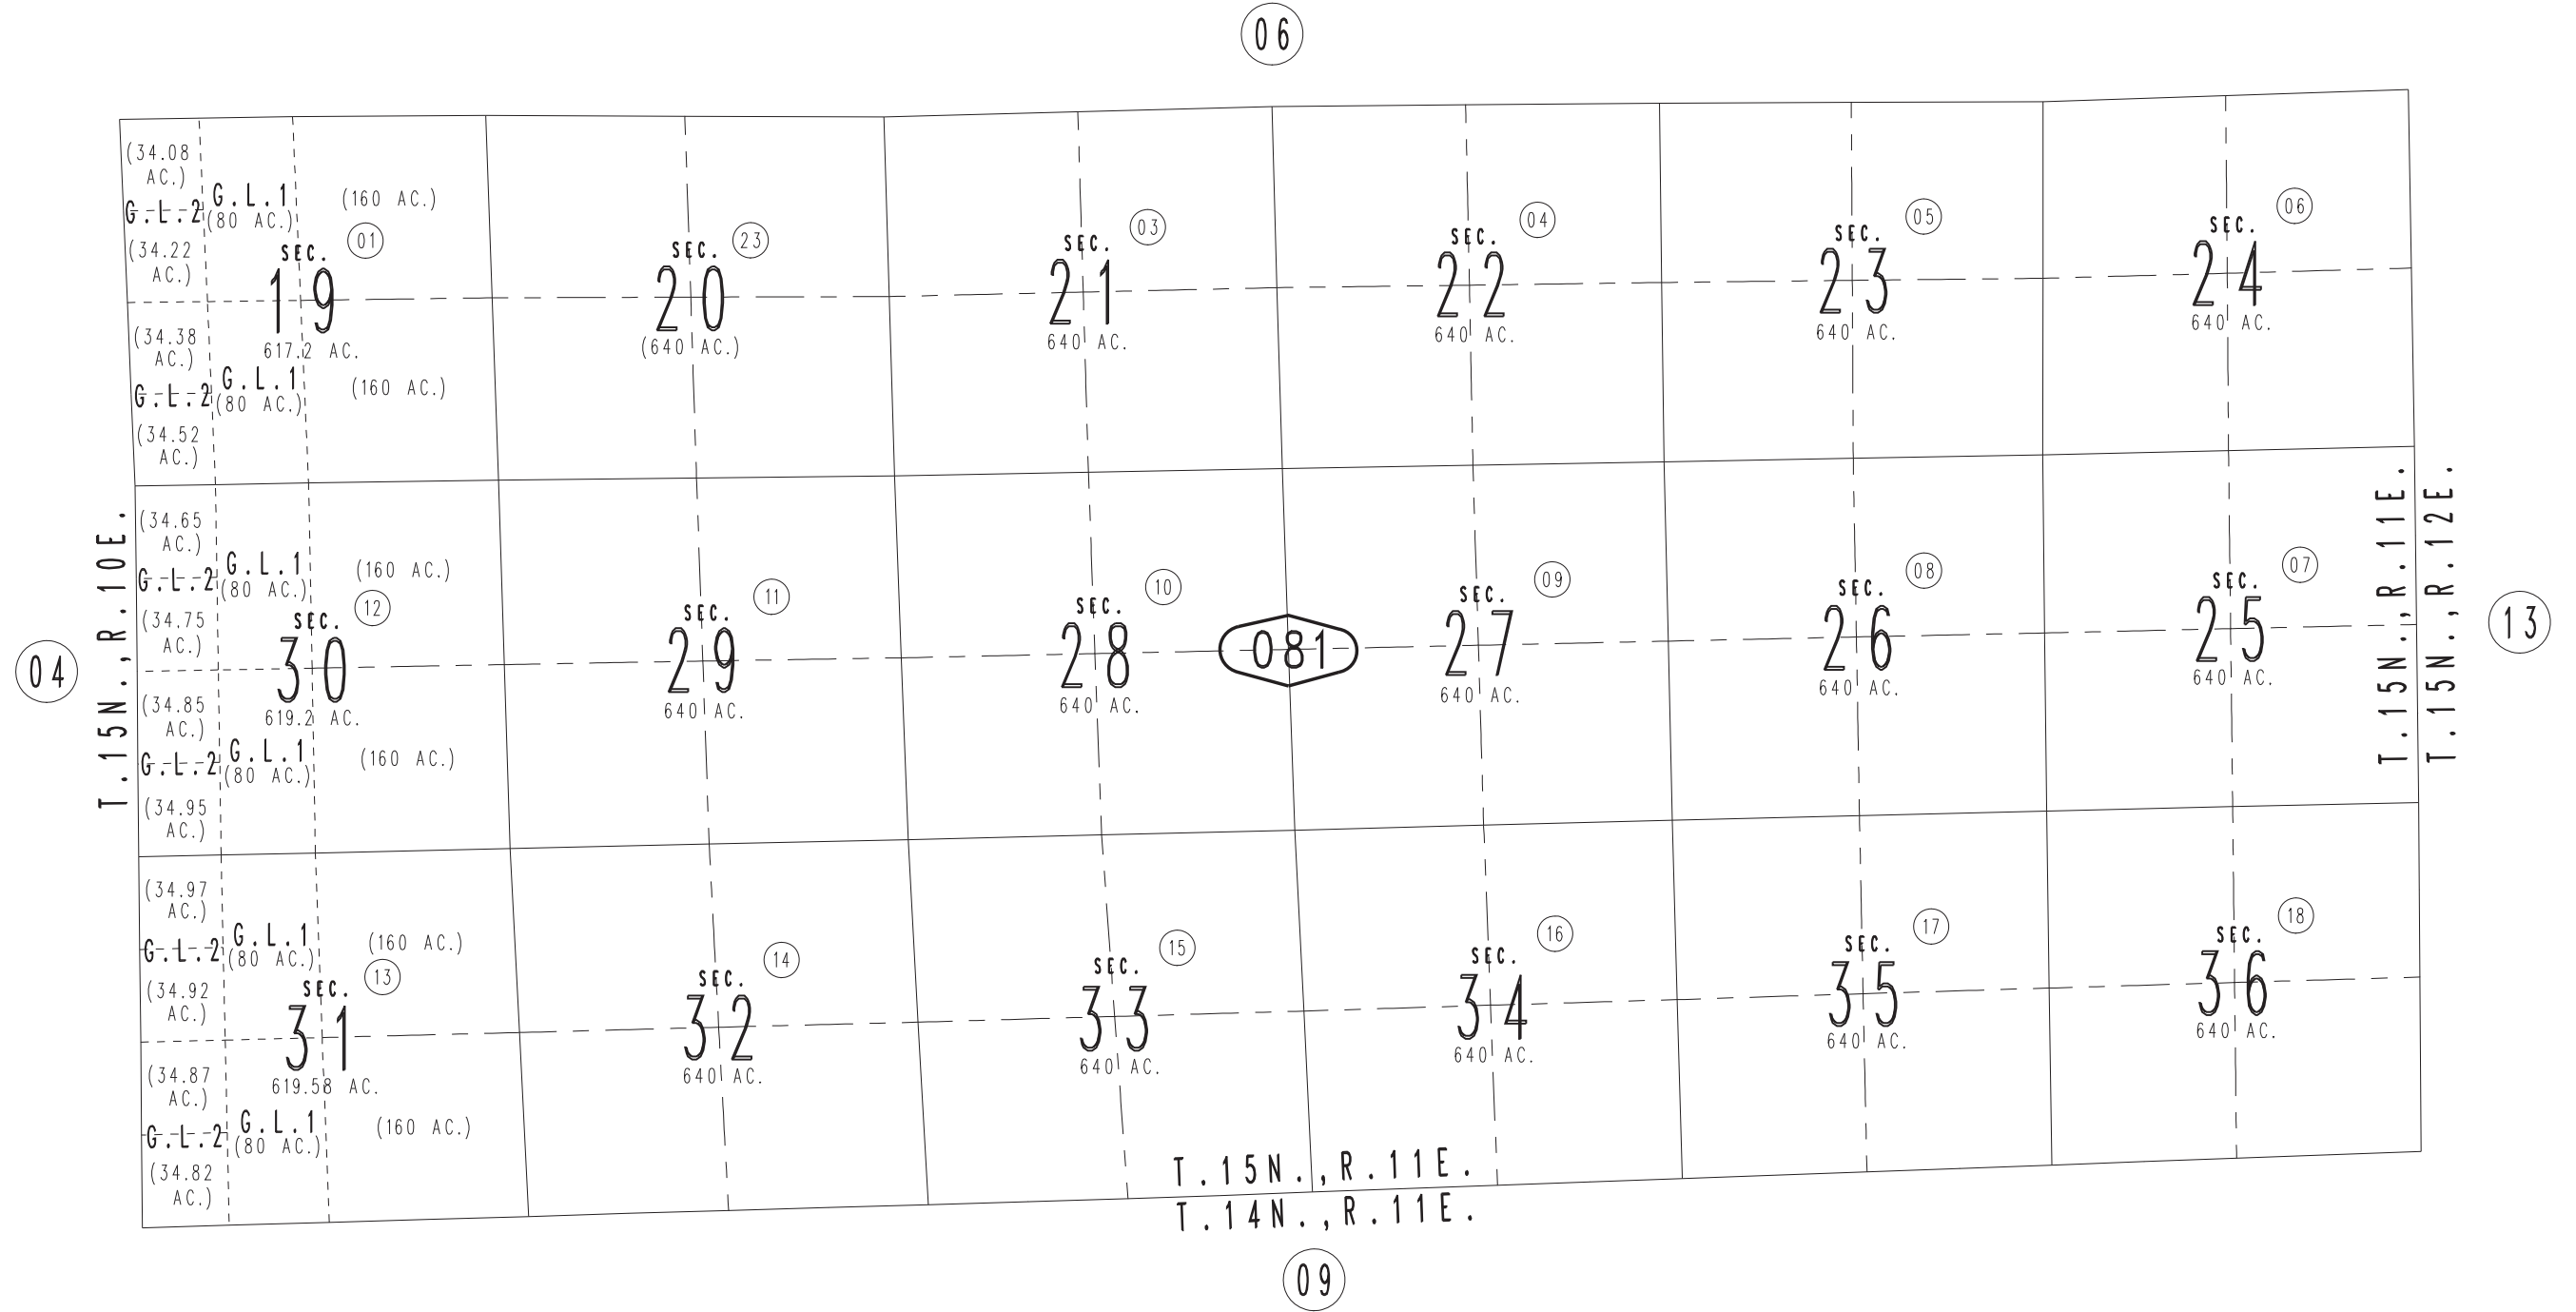 06
(34.08
AC.)
G.L.2
G.L.1
(80 AC.)
(160 AC.)
(34.22
AC.)
SEC.
01
19
617.2 AC.
(34.38
AC.)
G.L.2
G.L.1
(80 AC.)
(160 AC.)
(34.52
AC.)
SEC.
23
20
(640 AC.)
SEC.
03
21
640 AC.
SEC.
04
22
640 AC.
SEC.
05
23
640 AC.
SEC.
06
24
640 AC.
T.15N.,R.10E.
04
(34.65
AC.)
G.L.2
G.L.1
(80 AC.)
(160 AC.)
(34.75
AC.)
SEC.
12
30
619.2 AC.
(34.85
AC.)
G.L.2
G.L.1
(80 AC.)
(160 AC.)
(34.95
AC.)
SEC.
11
29
640 AC.
SEC.
10
28
640 AC.
081
SEC.
09
27
640 AC.
SEC.
08
26
640 AC.
SEC.
07
25
640 AC.
T.15N.,R.11E.
T.15N.,R.12E.
13
(34.97
AC.)
G.L.2
G.L.1
(80 AC.)
(160 AC.)
(34.92
AC.)
SEC.
13
31
619.58 AC.
(34.87
AC.)
G.L.2
G.L.1
(80 AC.)
(160 AC.)
(34.82
AC.)
SEC.
14
32
640 AC.
SEC.
15
33
640 AC.
SEC.
16
34
640 AC.
SEC.
17
35
640 AC.
SEC.
18
36
640 AC.
T.15N.,R.11E.
T.14N.,R.11E.
09